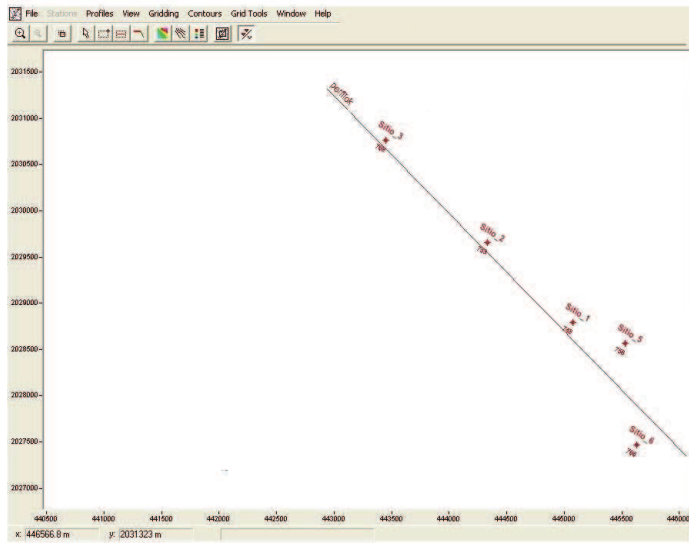 File Stations Profiles View Gridding Contours Grid Tools Window Help
2031500
2031000
2030500
2030000
2029500
2029000
2028500
2028000
2027500
2027000
Sitio_3
Sitio_2
Sitio_1
Sitio_5
Sitio_6
440500 441000 441500 442000 442500 443000 443500 444000 444500 445000 445500 446000
x: 446566.8 m y: 2031323 m